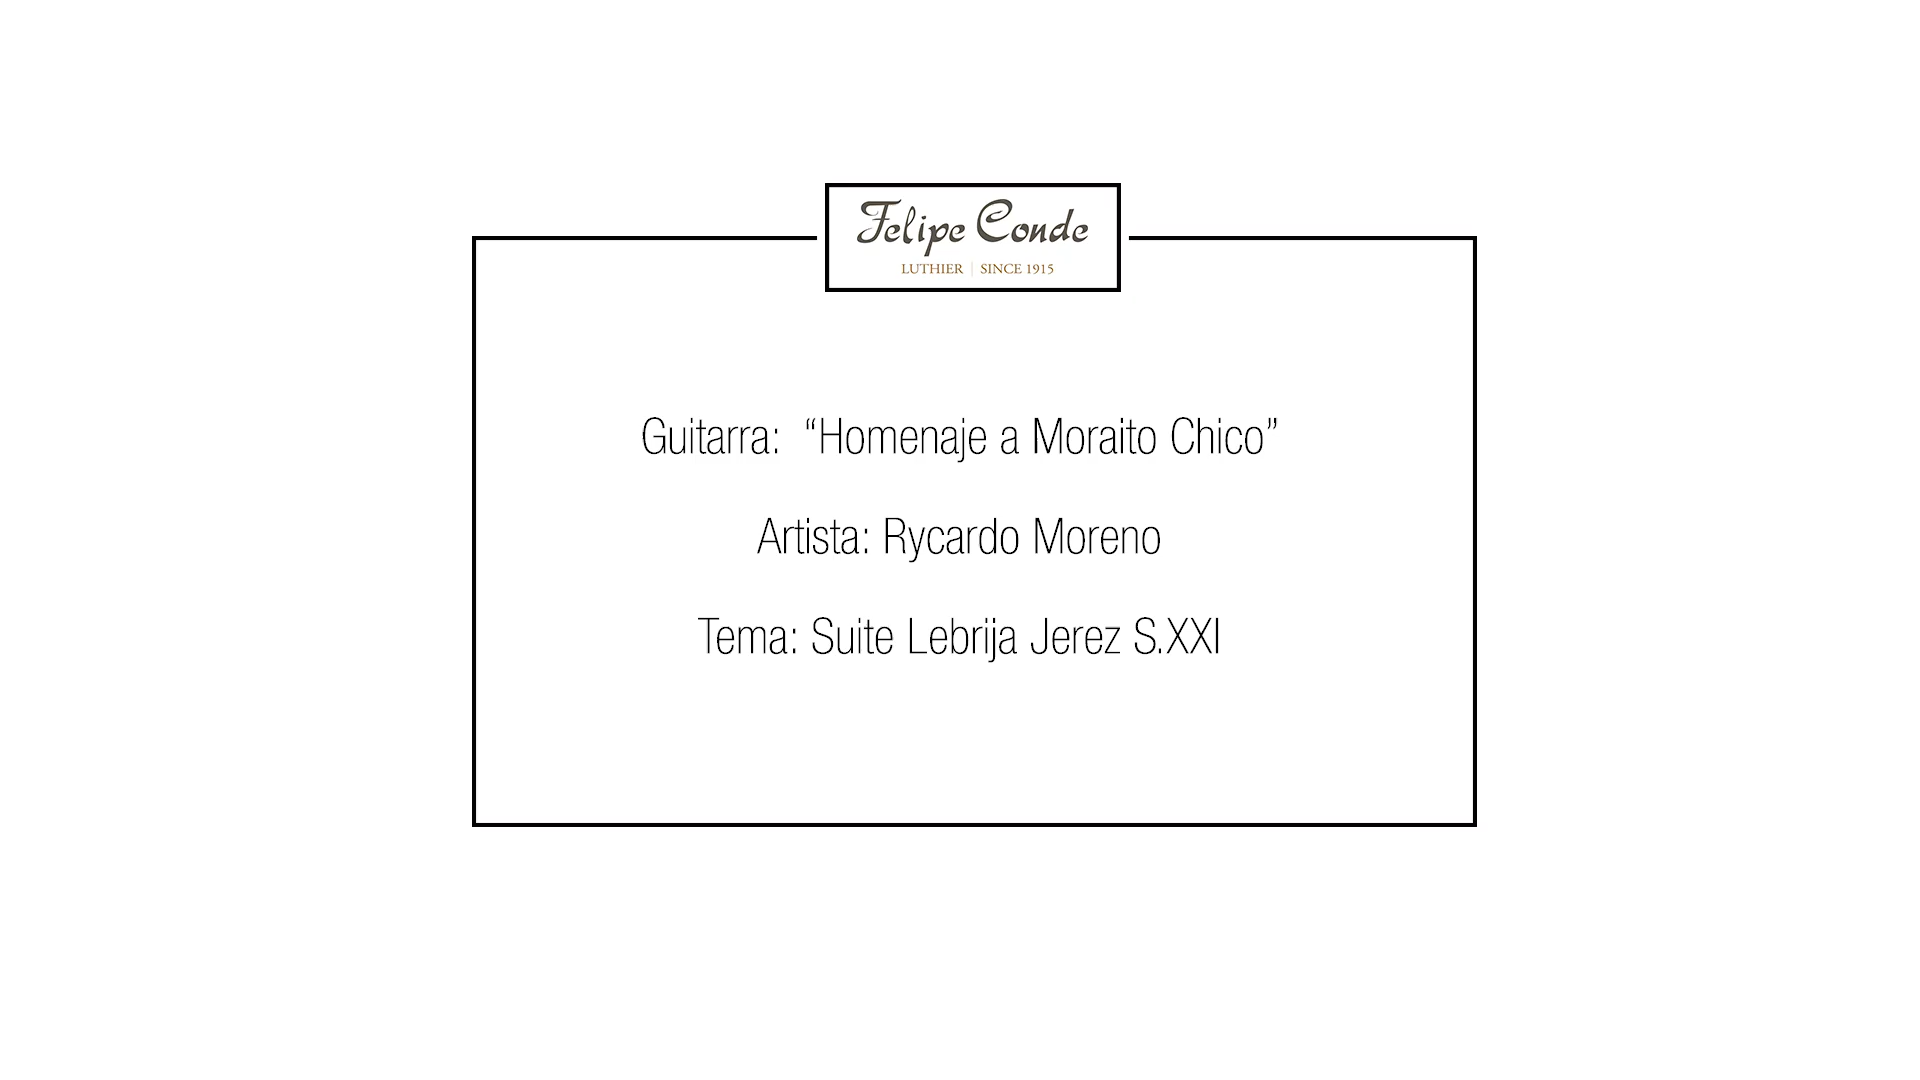 Felipe Conde
LUTHIER | SINCE 1915
Guitarra: “Homenaje a Moraito Chico”
Artista: Rycardo Moreno
Tema: Suite Lebrija Jerez S.XXI